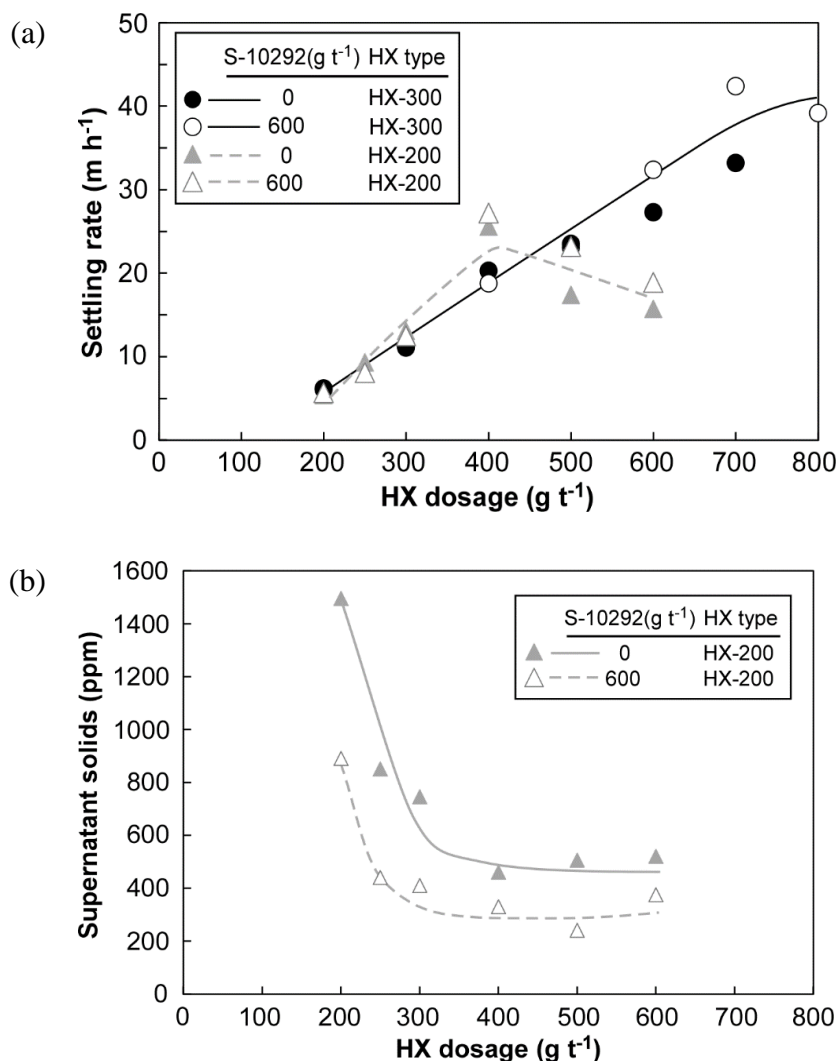 (a)
50
40
30
20
10
0
Settling rate (m h⁻¹)
S-10292(g t⁻¹) HX type
0 HX-300
600 HX-300
0 HX-200
600 HX-200
0 100 200 300 400 500 600 700 800
HX dosage (g t⁻¹)
(b)
1600
1400
1200
1000
800
600
400
200
0
Supernatant solids (ppm)
S-10292(g t⁻¹) HX type
0 HX-200
600 HX-200
0 100 200 300 400 500 600 700 800
HX dosage (g t⁻¹)